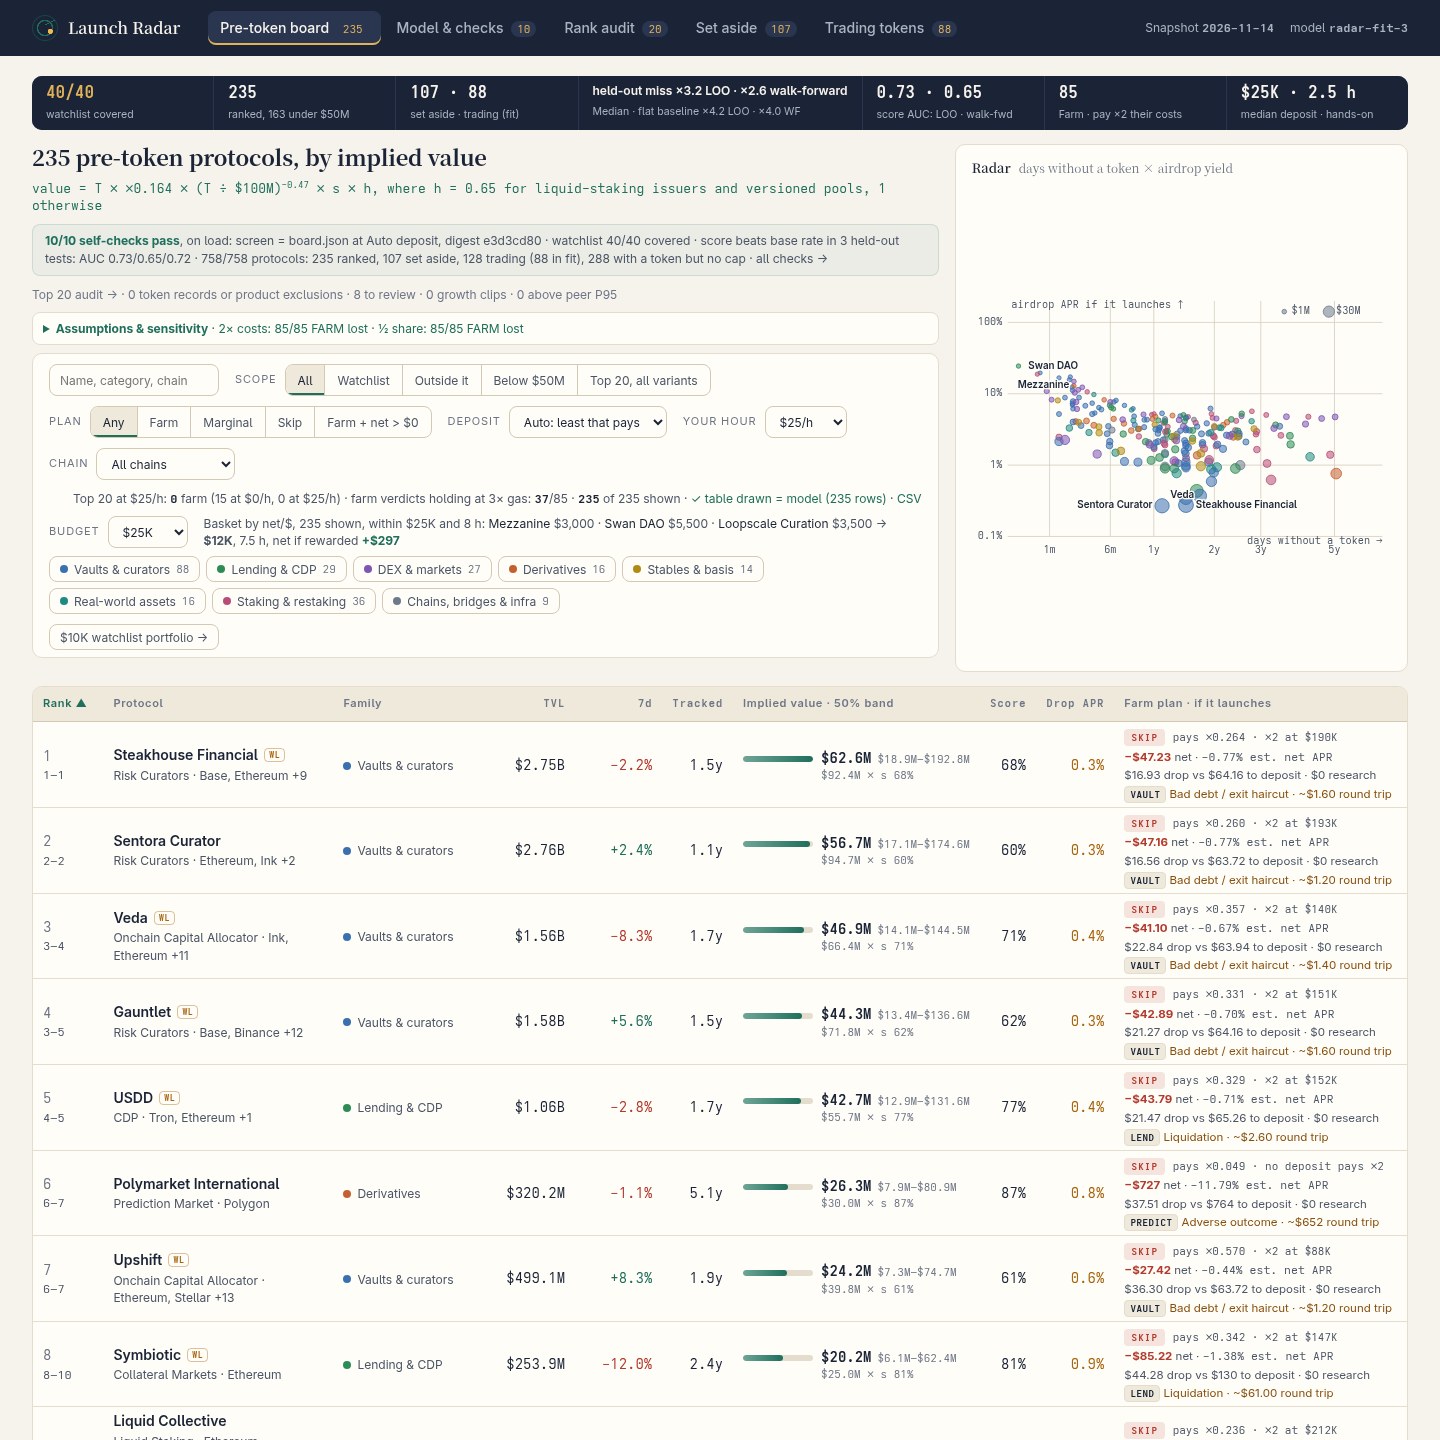 Launch Radar
Pre-token board 235
Model & checks 10
Rank audit 20
Set aside 107
Trading tokens 88
Snapshot 2026-11-14 model radar-fit-3
40/40
watchlist covered
235
ranked, 163 under $50M
107 · 88
set aside · trading (fit)
held-out miss ×3.2 LOO · ×2.6 walk-forward
Median · flat baseline ×4.2 LOO · ×4.0 WF
0.73 · 0.65
score AUC: LOO · walk-fwd
85
Farm · pay ×2 their costs
$25K · 2.5 h
median deposit · hands-on
235 pre-token protocols, by implied value
value = T × ×0.164 × (T ÷ $100M)−0.47 × s × h, where h = 0.65 for liquid-staking issuers and versioned pools, 1
otherwise
10/10 self-checks pass, on load: screen = board.json at Auto deposit, digest e3d3cd80 · watchlist 40/40 covered · score beats base rate in 3 held-out
tests: AUC 0.73/0.65/0.72 · 758/758 protocols: 235 ranked, 107 set aside, 128 trading (88 in fit), 288 with a token but no cap · all checks →
Top 20 audit → · 0 token records or product exclusions · 8 to review · 0 growth clips · 0 above peer P95
▶ Assumptions & sensitivity · 2× costs: 85/85 FARM lost · ½ share: 85/85 FARM lost
Name, category, chain
SCOPE All Watchlist Outside it Below $50M Top 20, all variants
PLAN Any Farm Marginal Skip Farm + net > $0 DEPOSIT Auto: least that pays YOUR HOUR $25/h
CHAIN All chains
Top 20 at $25/h: 0 farm (15 at $0/h, 0 at $25/h) · farm verdicts holding at 3× gas: 37/85 · 235 of 235 shown · ✓ table drawn = model (235 rows) · CSV
BUDGET $25K
Basket by net/$, 235 shown, within $25K and 8 h: Mezzanine $3,000 · Swan DAO $5,500 · Loopscale Curation $3,500 →
$12K, 7.5 h, net if rewarded +$297
Vaults & curators 88
Lending & CDP 29
DEX & markets 27
Derivatives 16
Stables & basis 14
Real-world assets 16
Staking & restaking 36
Chains, bridges & infra 9
$10K watchlist portfolio →
Radar days without a token × airdrop yield
airdrop APR if it launches ↑
$1M $30M
100%
Swan DAO
Mezzanine
10%
1%
Veda
Sentora Curator
Steakhouse Financial
0.1%
days without a token →
1m 6m 1y 2y 3y 5y
Rank ▲ Protocol Family TVL 7d Tracked Implied value · 50% band Score Drop APR Farm plan · if it launches
1
1–1
Steakhouse Financial WL
Risk Curators · Base, Ethereum +9
Vaults & curators
$2.75B
−2.2%
1.5y
$62.6M $18.9M–$192.8M
$92.4M × s 68%
68%
0.3%
SKIP pays ×0.264 · ×2 at $190K
−$47.23 net · −0.77% est. net APR
$16.93 drop vs $64.16 to deposit · $0 research
VAULT Bad debt / exit haircut · ~$1.60 round trip
2
2–2
Sentora Curator
Risk Curators · Ethereum, Ink +2
Vaults & curators
$2.76B
+2.4%
1.1y
$56.7M $17.1M–$174.6M
$94.7M × s 60%
60%
0.3%
SKIP pays ×0.260 · ×2 at $193K
−$47.16 net · −0.77% est. net APR
$16.56 drop vs $63.72 to deposit · $0 research
VAULT Bad debt / exit haircut · ~$1.20 round trip
3
3–4
Veda WL
Onchain Capital Allocator · Ink,
Ethereum +11
Vaults & curators
$1.56B
−8.3%
1.7y
$46.9M $14.1M–$144.5M
$66.4M × s 71%
71%
0.4%
SKIP pays ×0.357 · ×2 at $140K
−$41.10 net · −0.67% est. net APR
$22.84 drop vs $63.94 to deposit · $0 research
VAULT Bad debt / exit haircut · ~$1.40 round trip
4
3–5
Gauntlet WL
Risk Curators · Base, Binance +12
Vaults & curators
$1.58B
+5.6%
1.5y
$44.3M $13.4M–$136.6M
$71.8M × s 62%
62%
0.3%
SKIP pays ×0.331 · ×2 at $151K
−$42.89 net · −0.70% est. net APR
$21.27 drop vs $64.16 to deposit · $0 research
VAULT Bad debt / exit haircut · ~$1.60 round trip
5
4–5
USDD WL
CDP · Tron, Ethereum +1
Lending & CDP
$1.06B
−2.8%
1.7y
$42.7M $12.9M–$131.6M
$55.7M × s 77%
77%
0.4%
SKIP pays ×0.329 · ×2 at $152K
−$43.79 net · −0.71% est. net APR
$21.47 drop vs $65.26 to deposit · $0 research
LEND Liquidation · ~$2.60 round trip
6
6–7
Polymarket International
Prediction Market · Polygon
Derivatives
$320.2M
−1.1%
5.1y
$26.3M $7.9M–$80.9M
$30.0M × s 87%
87%
0.8%
SKIP pays ×0.049 · no deposit pays ×2
−$727 net · −11.79% est. net APR
$37.51 drop vs $764 to deposit · $0 research
PREDICT Adverse outcome · ~$652 round trip
7
6–7
Upshift WL
Onchain Capital Allocator ·
Ethereum, Stellar +13
Vaults & curators
$499.1M
+8.3%
1.9y
$24.2M $7.3M–$74.7M
$39.8M × s 61%
61%
0.6%
SKIP pays ×0.570 · ×2 at $88K
−$27.42 net · −0.44% est. net APR
$36.30 drop vs $63.72 to deposit · $0 research
VAULT Bad debt / exit haircut · ~$1.20 round trip
8
8–10
Symbiotic WL
Collateral Markets · Ethereum
Lending & CDP
$253.9M
−12.0%
2.4y
$20.2M $6.1M–$62.4M
$25.0M × s 81%
81%
0.9%
SKIP pays ×0.342 · ×2 at $147K
−$85.22 net · −1.38% est. net APR
$44.28 drop vs $130 to deposit · $0 research
LEND Liquidation · ~$61.00 round trip
Liquid Collective
Liquid Staking · Ethereum
SKIP pays ×0.236 · ×2 at $212K